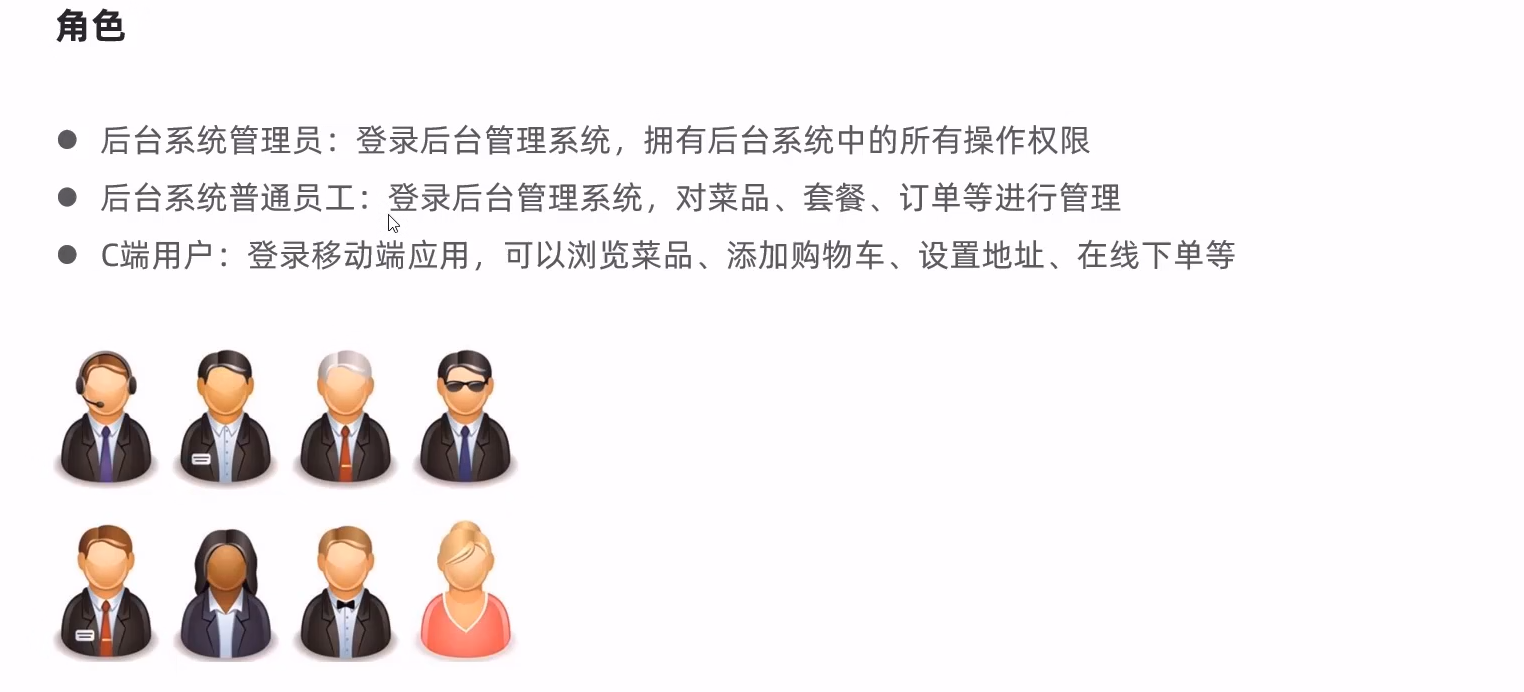 角色
后台系统管理员：登录后台管理系统，拥有后台系统中的所有操作权限
后台系统普通员工：登录后台管理系统，对菜品、套餐、订单等进行管理
C端用户：登录移动端应用，可以浏览菜品、添加购物车、设置地址、在线下单等